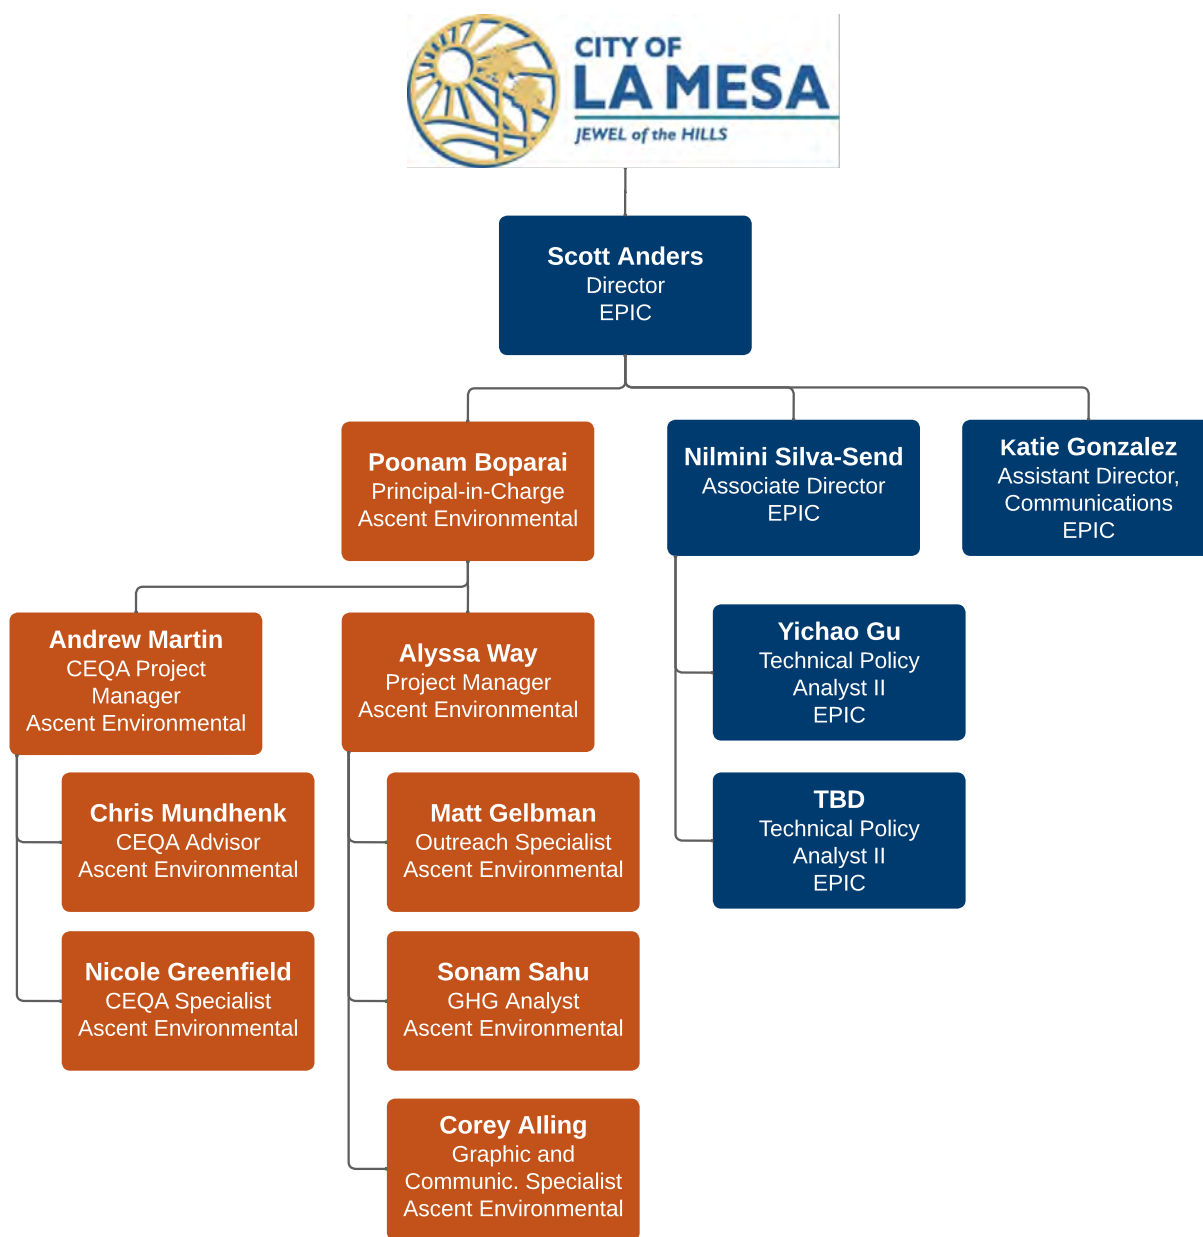 CITY OF
LA MESA
JEWEL of the HILLS
Scott Anders
Director
EPIC
Poonam Boparai
Principal-in-Charge
Ascent Environmental
Nilmini Silva-Send
Associate Director
EPIC
Katie Gonzalez
Assistant Director,
Communications
EPIC
Andrew Martin
CEQA Project
Manager
Ascent Environmental
Chris Mundhenk
CEQA Advisor
Ascent Environmental
Nicole Greenfield
CEQA Specialist
Ascent Environmental
Alyssa Way
Project Manager
Ascent Environmental
Matt Gelbman
Outreach Specialist
Ascent Environmental
Sonam Sahu
GHG Analyst
Ascent Environmental
Corey Alling
Graphic and
Communic. Specialist
Ascent Environmental
Yichao Gu
Technical Policy
Analyst II
EPIC
TBD
Technical Policy
Analyst II
EPIC